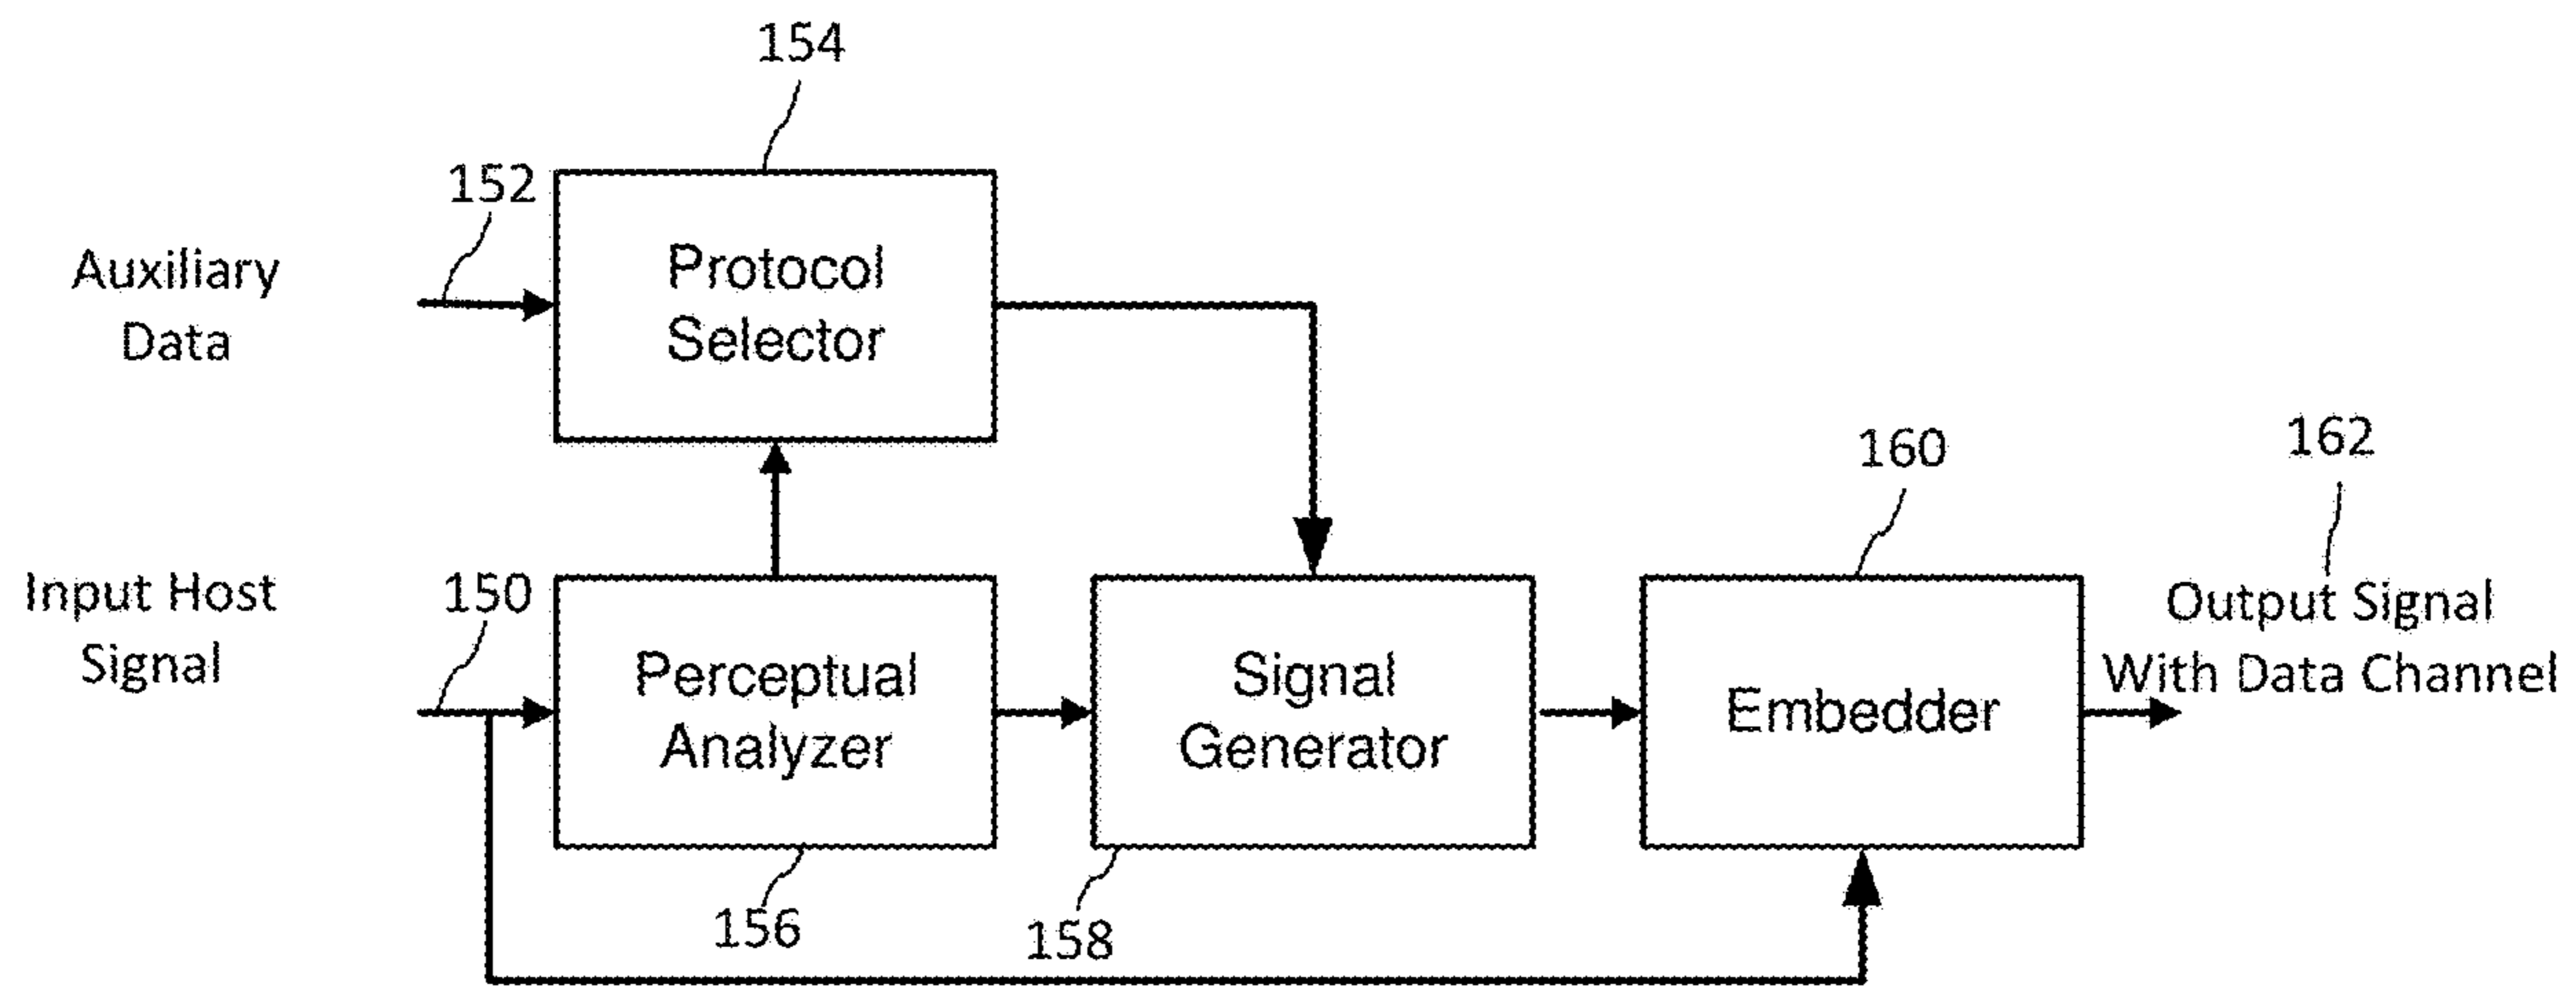 154
152
Auxiliary
Data
Protocol
Selector
160
162
Input Host
Signal
150
Perceptual
Analyzer
Signal
Generator
Embedder
Output Signal
With Data Channel
156
158